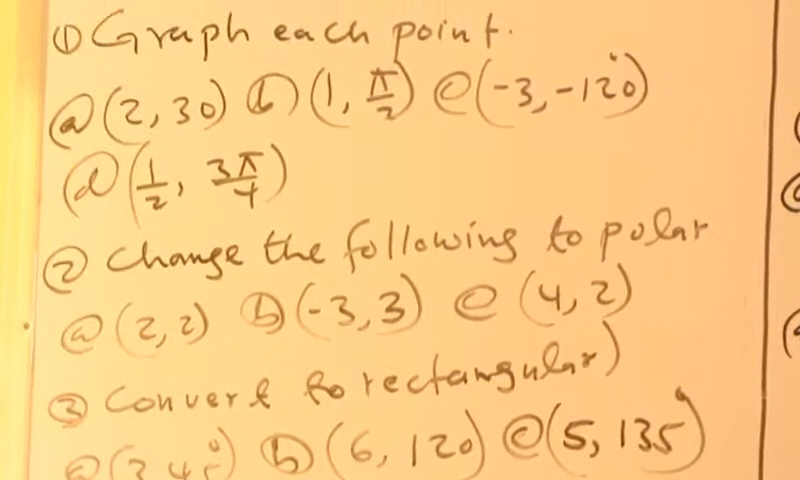 ① Graph each point.
ⓐ (2, 30) ⓑ (1, π/2) ⓒ (-3, -120°)
ⓓ (1/2, 3π/4)
② Change the following to polar
ⓐ (2, 2) ⓑ (-3, 3) ⓒ (4, 2)
③ Convert to rectangular)
ⓐ ⓑ (6, 120) ⓒ (5, 135°)